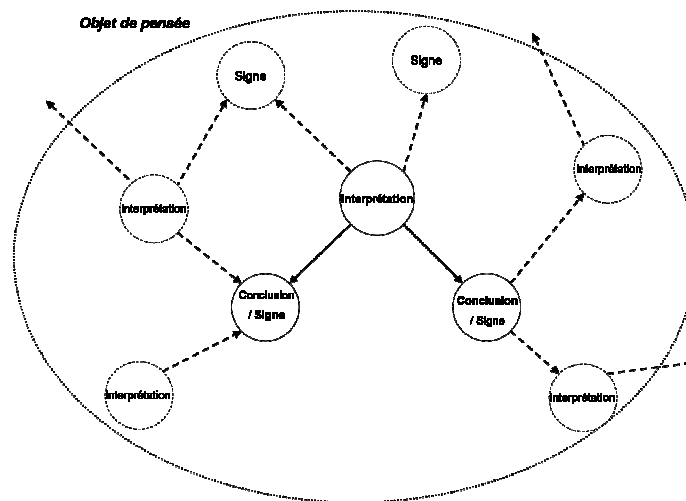 Objet de pensée
Signe
Signe
Interprétation
Interprétation
Interprétation
Conclusion
/ Signe
Conclusion
/ Signe
Interprétation
Interprétation